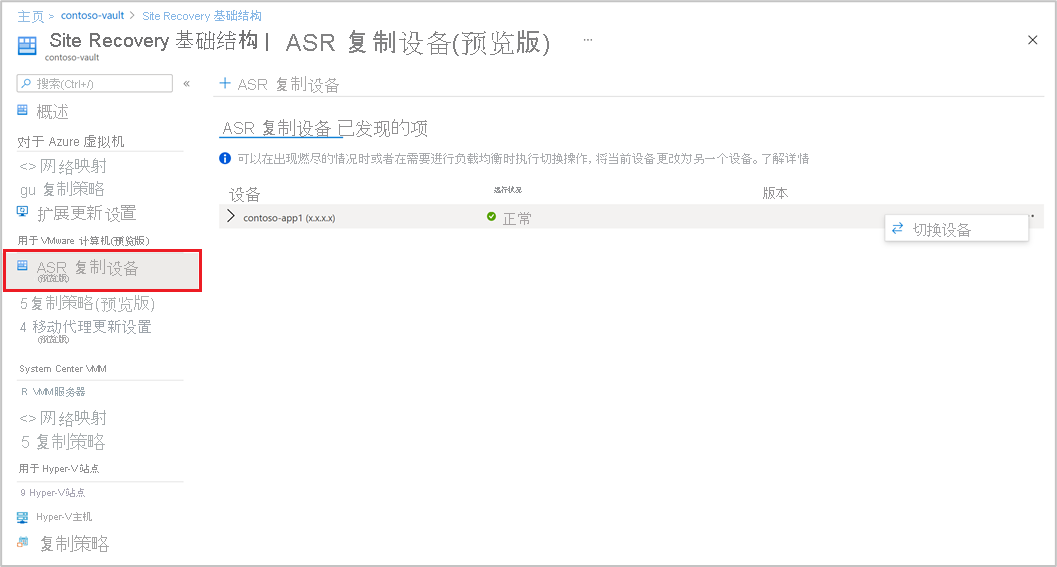 主页 > contoso-vault > Site Recovery 基础结构
Site Recovery 基础结构 | ASR 复制设备(预览版) ...
contoso-vault
搜索(Ctrl+/) «
+ ASR 复制设备
概述
对于 Azure 虚拟机
<> 网络映射
gu 复制策略
扩展更新设置
用于 VMware 计算机(预览版)
ASR 复制设备
(预览版)
5 复制策略(预览版)
4 移动代理更新设置
(预览版)
System Center VMM
R VMM服务器
<> 网络映射
5 复制策略
用于 Hyper-V站点
9 Hyper-V站点
Hyper-V主机
复制策略
ASR 复制设备 已发现的项
可以在出现燃尽的情况时或者在需要进行负载均衡时执行切换操作，将当前设备更改为另一个设备。了解详情
设备 运行状况 版本
contoso-app1 (x.x.x.x) 正常
切换设备